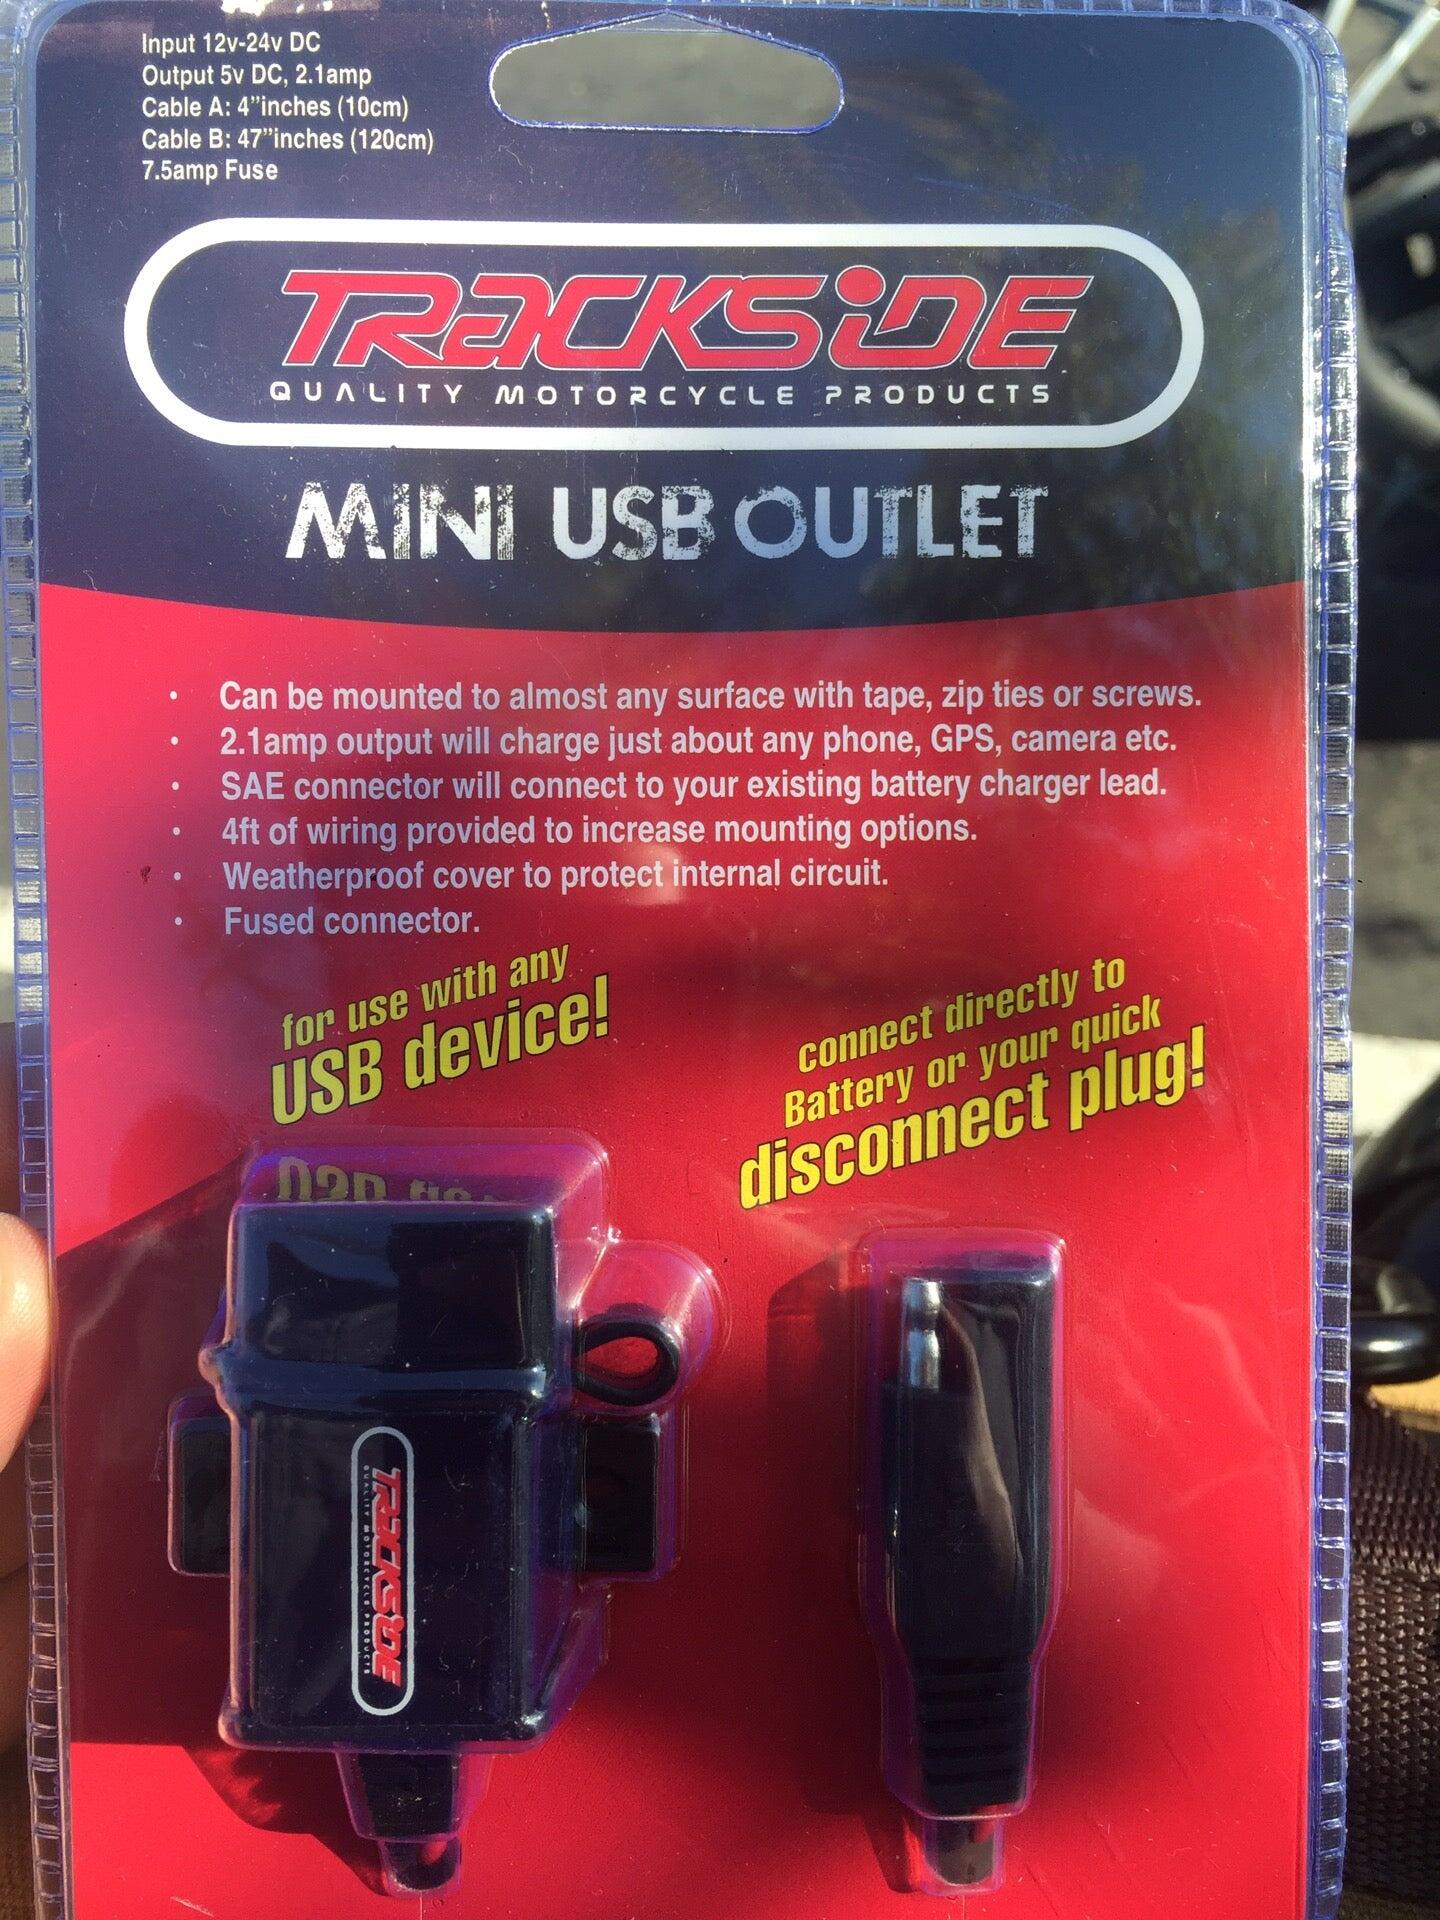 Input 12v-24v DC
Output 5v DC, 2.1amp
Cable A: 4”inches (10cm)
Cable B: 47”inches (120cm)
7.5amp Fuse
TRacKSiDE
QUALITY MOTORCYCLE PRODUCTS
MiNI USB OUTLET
• Can be mounted to almost any surface with tape, zip ties or screws.
• 2.1amp output will charge just about any phone, GPS, camera etc.
• SAE connector will connect to your existing battery charger lead.
• 4ft of wiring provided to increase mounting options.
• Weatherproof cover to protect internal circuit.
• Fused connector.
for use with any
USB device!
connect directly to
Battery or your quick
disconnect plug!
TRacKSiDE
QUALITY MOTORCYCLE PRODUCTS